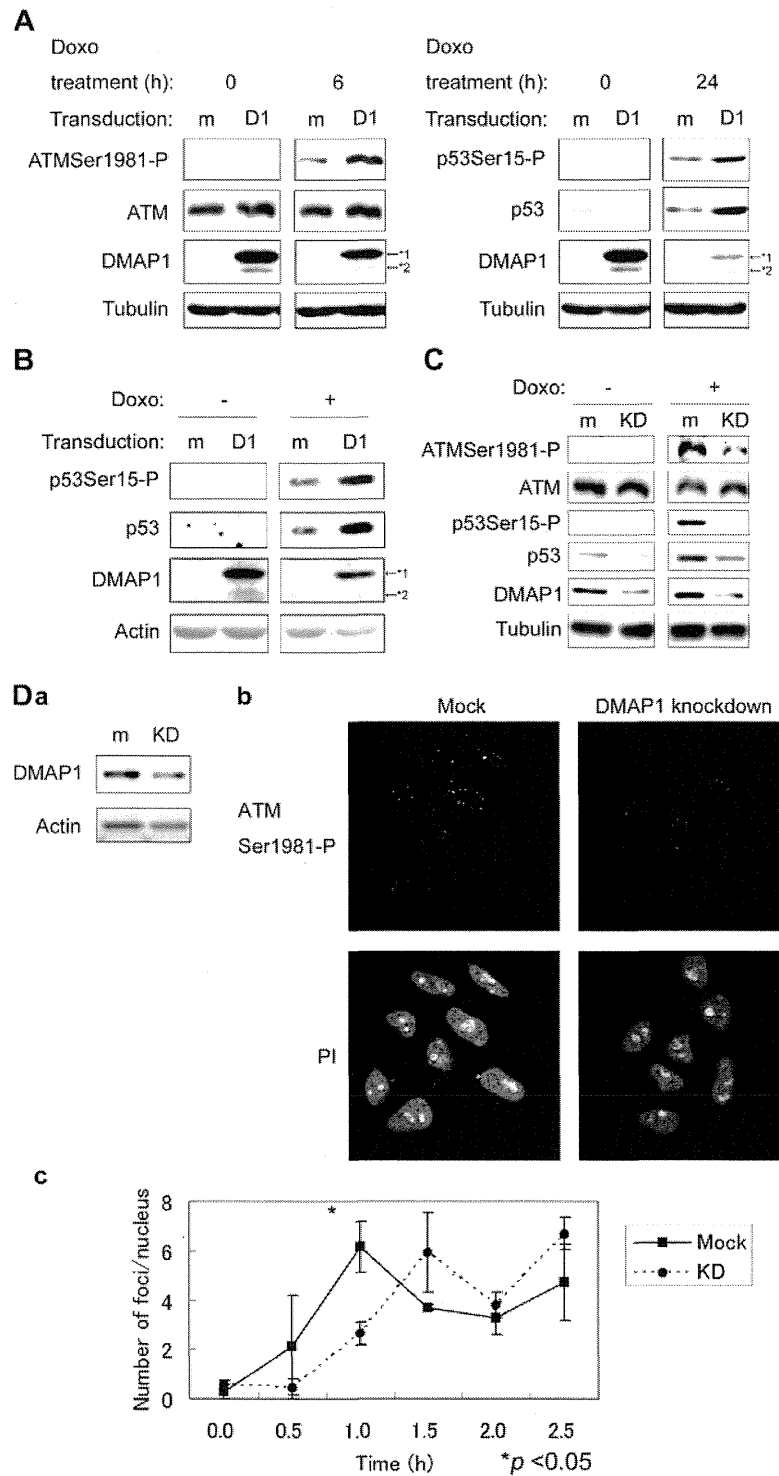 A
Doxo
treatment (h): 0 6
Transduction: m D1 m D1
ATMSer1981-P
ATM
DMAP1 *1
*2
Tubulin
Doxo
treatment (h): 0 24
Transduction: m D1 m D1
p53Ser15-P
p53
DMAP1 *1
*2
Tubulin
B
Doxo: - +
Transduction: m D1 m D1
p53Ser15-P
p53
DMAP1 *1
*2
Actin
C
Doxo: - +
m KD m KD
ATMSer1981-P
ATM
p53Ser15-P
p53
DMAP1
Tubulin
Da
m KD
DMAP1
Actin
b
Mock DMAP1 knockdown
ATM
Ser1981-P
PI
c
Number of foci/nucleus
8
6
4
2
0
*
0.0 0.5 1.0 1.5 2.0 2.5
Time (h)
*p <0.05
Mock
KD